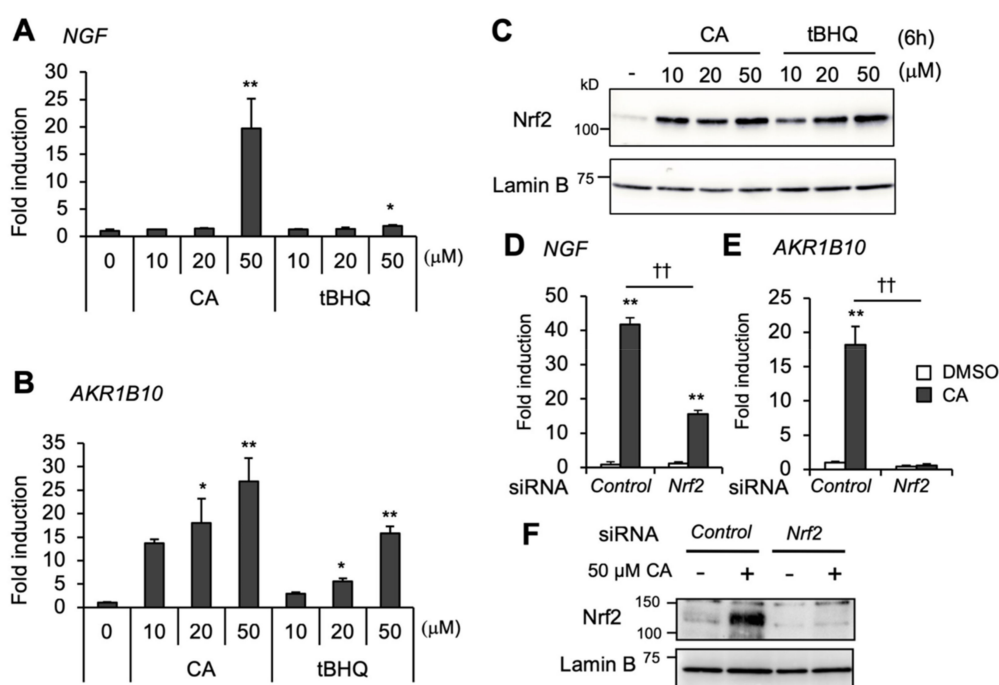 A NGF
30
25
20
15
10
5
0
Fold induction
**
*
0 10 20 50 10 20 50 (μM)
CA tBHQ
B AKR1B10
35
30
25
20
15
10
5
0
Fold induction
* ** * **
0 10 20 50 10 20 50 (μM)
CA tBHQ
C CA tBHQ (6h)
- 10 20 50 10 20 50 (μM)
kD
Nrf2 100
Lamin B 75
D NGF
50
40
30
20
10
0
Fold induction
††
**
**
siRNA Control Nrf2
E AKR1B10
25
20
15
10
5
0
Fold induction
††
**
DMSO
CA
siRNA Control Nrf2
F siRNA Control Nrf2
50 μM CA - + - +
Nrf2 150
100
Lamin B 75